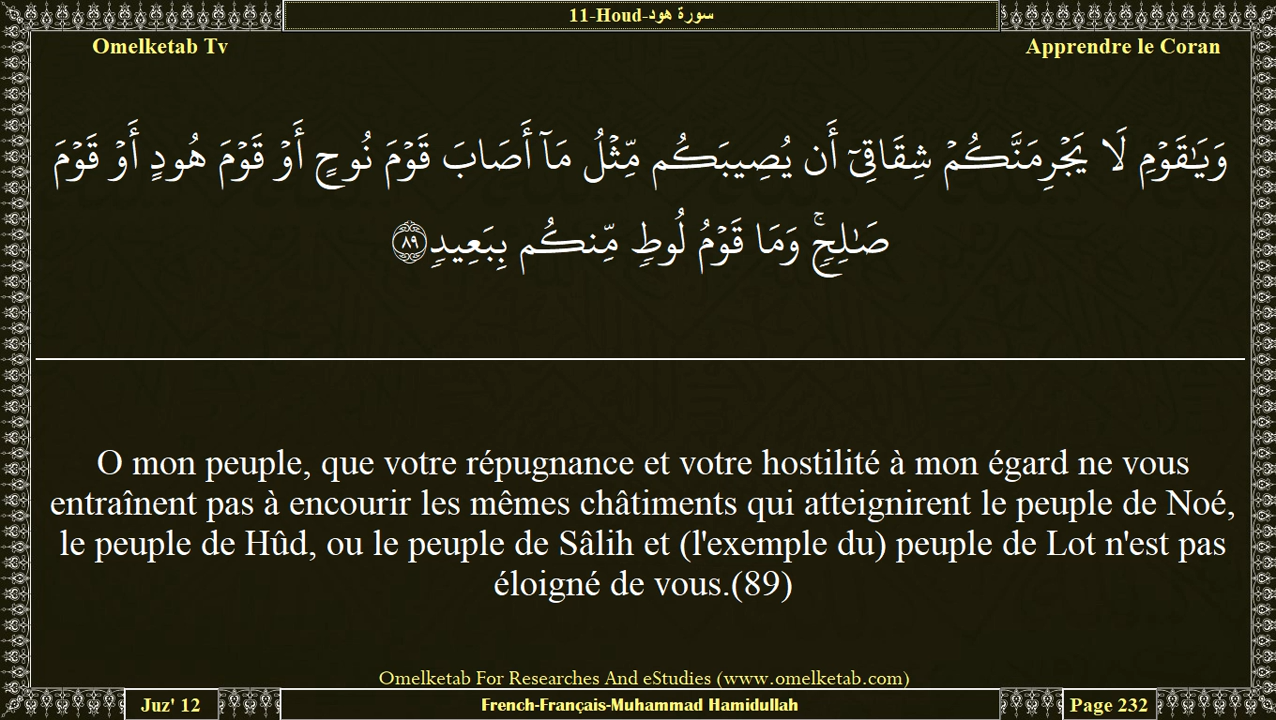 11-Houd-سورة هود
Omelketab Tv
Apprendre le Coran
وَيَٰقَوْمِ لَا يَجْرِمَنَّكُمْ شِقَاقِىٓ أَن يُصِيبَكُم مِّثْلُ مَآ أَصَابَ قَوْمَ نُوحٍ أَوْ قَوْمَ هُودٍ أَوْ قَوْمَ
صَٰلِحٍۢ ۚ وَمَا قَوْمُ لُوطٍۢ مِّنكُم بِبَعِيدٍۢ ٨٩
O mon peuple, que votre répugnance et votre hostilité à mon égard ne vous
entraînent pas à encourir les mêmes châtiments qui atteignirent le peuple de Noé,
le peuple de Hûd, ou le peuple de Sâlih et (l'exemple du) peuple de Lot n'est pas
éloigné de vous.(89)
Omelketab For Researches And eStudies (www.omelketab.com)
Juz' 12
French-Français-Muhammad Hamidullah
Page 232